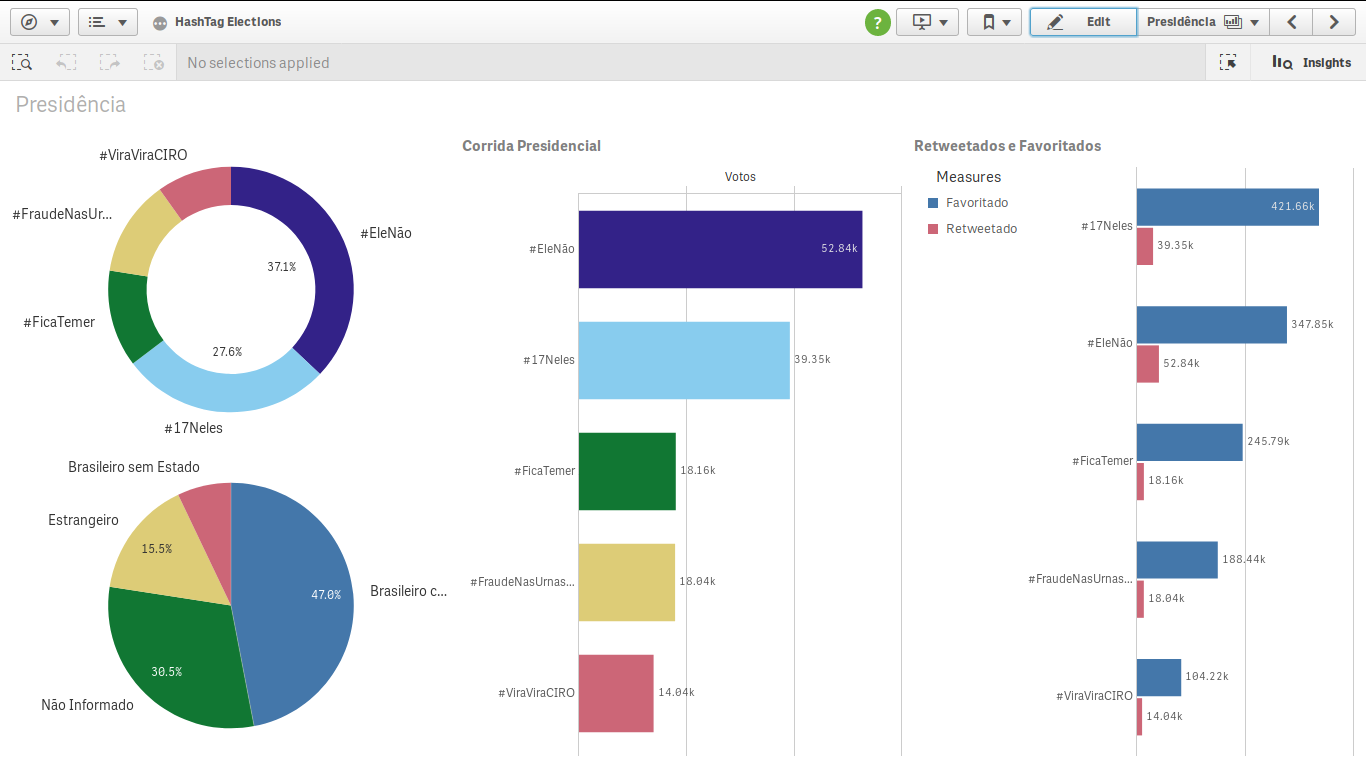 HashTag Elections
?
Edit
Presidência
No selections applied
Insights
Presidência
#ViraViraCIRO
#FraudeNasUr...
#EleNão
37.1%
#FicaTemer
27.6%
#17Neles
Brasileiro sem Estado
Estrangeiro
15.5%
47.0%
Brasileiro c...
30.5%
Não Informado
Corrida Presidencial
Votos
#EleNão
52.84k
#17Neles
39.35k
#FicaTemer
18.16k
#FraudeNasUrnas...
18.04k
#ViraViraCIRO
14.04k
Retweetados e Favoritados
Measures
Favoritado
Retweetado
#17Neles
421.66k
39.35k
#EleNão
347.85k
52.84k
#FicaTemer
245.79k
18.16k
#FraudeNasUrnas...
188.44k
18.04k
#ViraViraCIRO
104.22k
14.04k